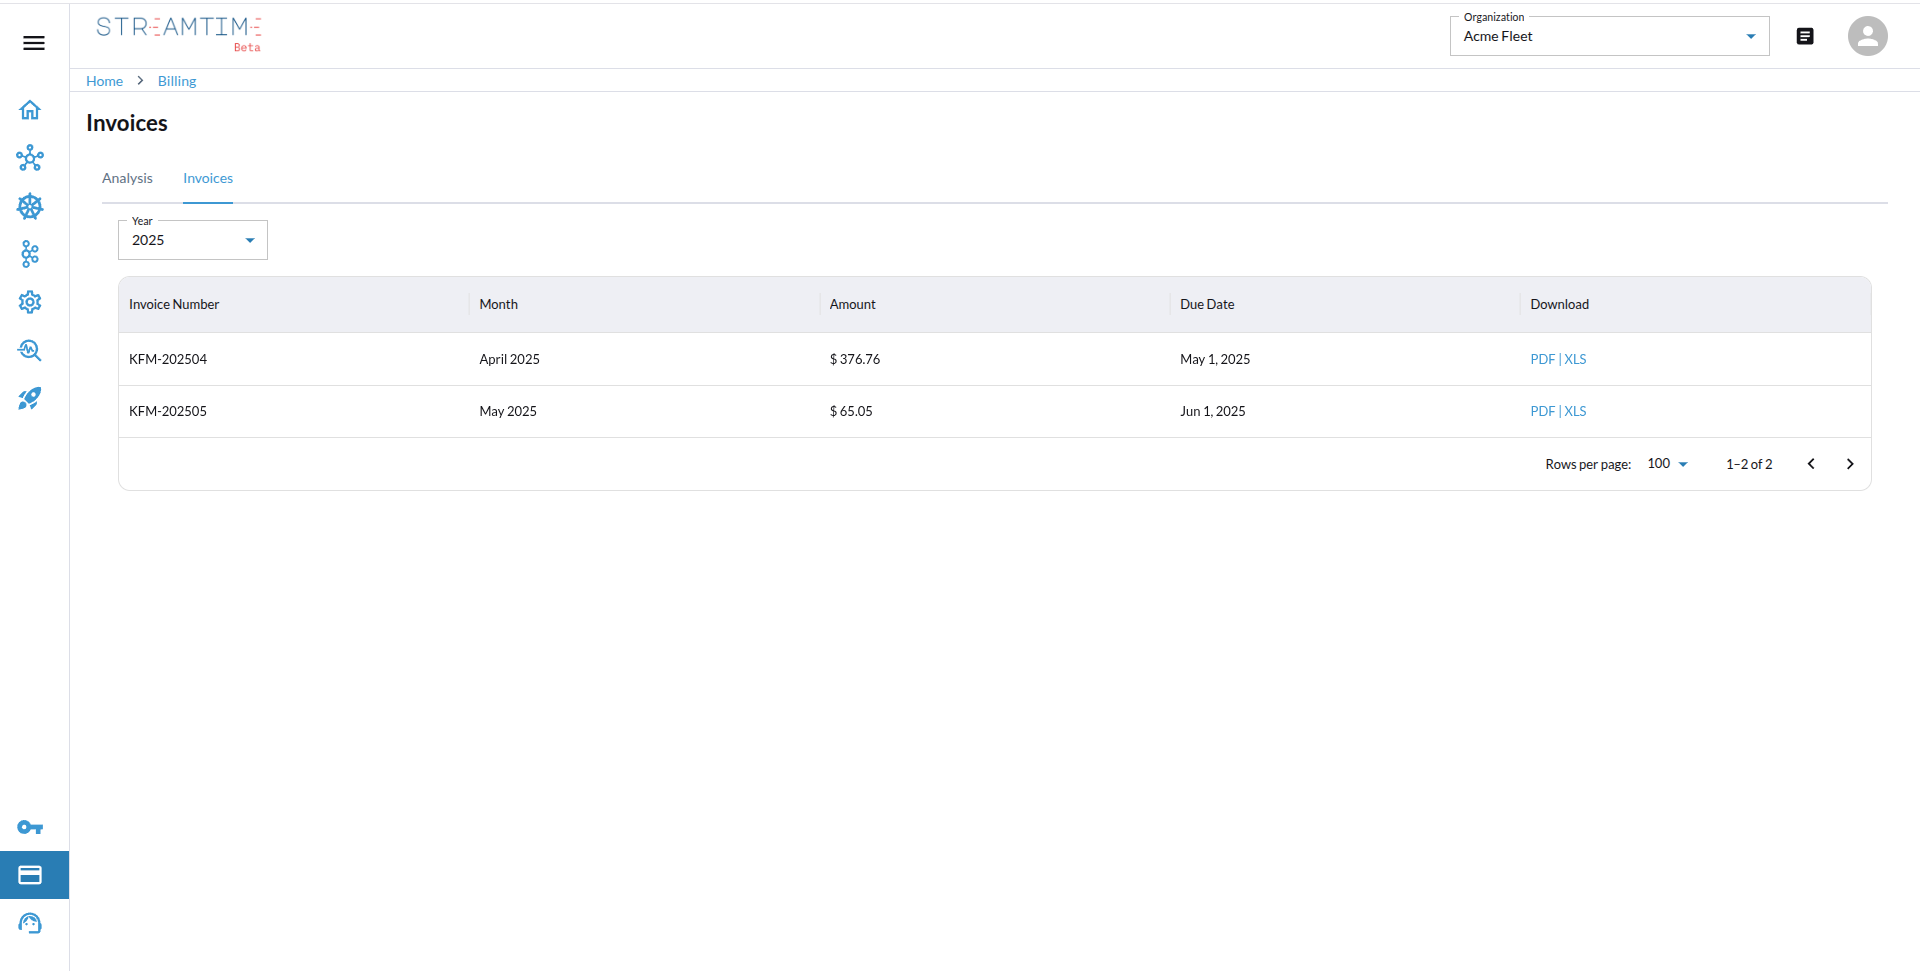 STREAMTIME
Beta
Organization
Acme Fleet
Home > Billing
Invoices
Analysis Invoices
Year
2025
Invoice Number Month Amount Due Date Download
KFM-202504 April 2025 $ 376.76 May 1, 2025 PDF | XLS
KFM-202505 May 2025 $ 65.05 Jun 1, 2025 PDF | XLS
Rows per page: 100 1–2 of 2